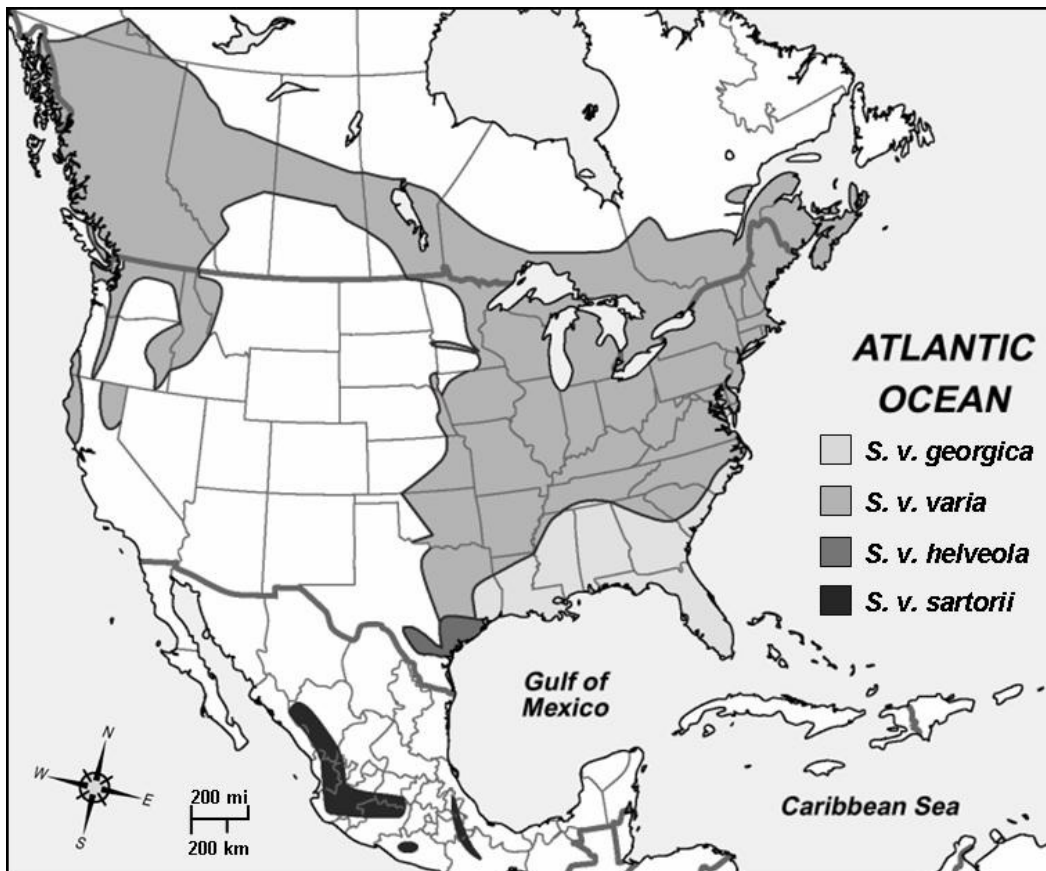 ATLANTIC
OCEAN
S. v. georgica
S. v. varia
S. v. helveola
S. v. sartorii
Gulf of
Mexico
Caribbean Sea
N
W
E
S
200 mi
200 km